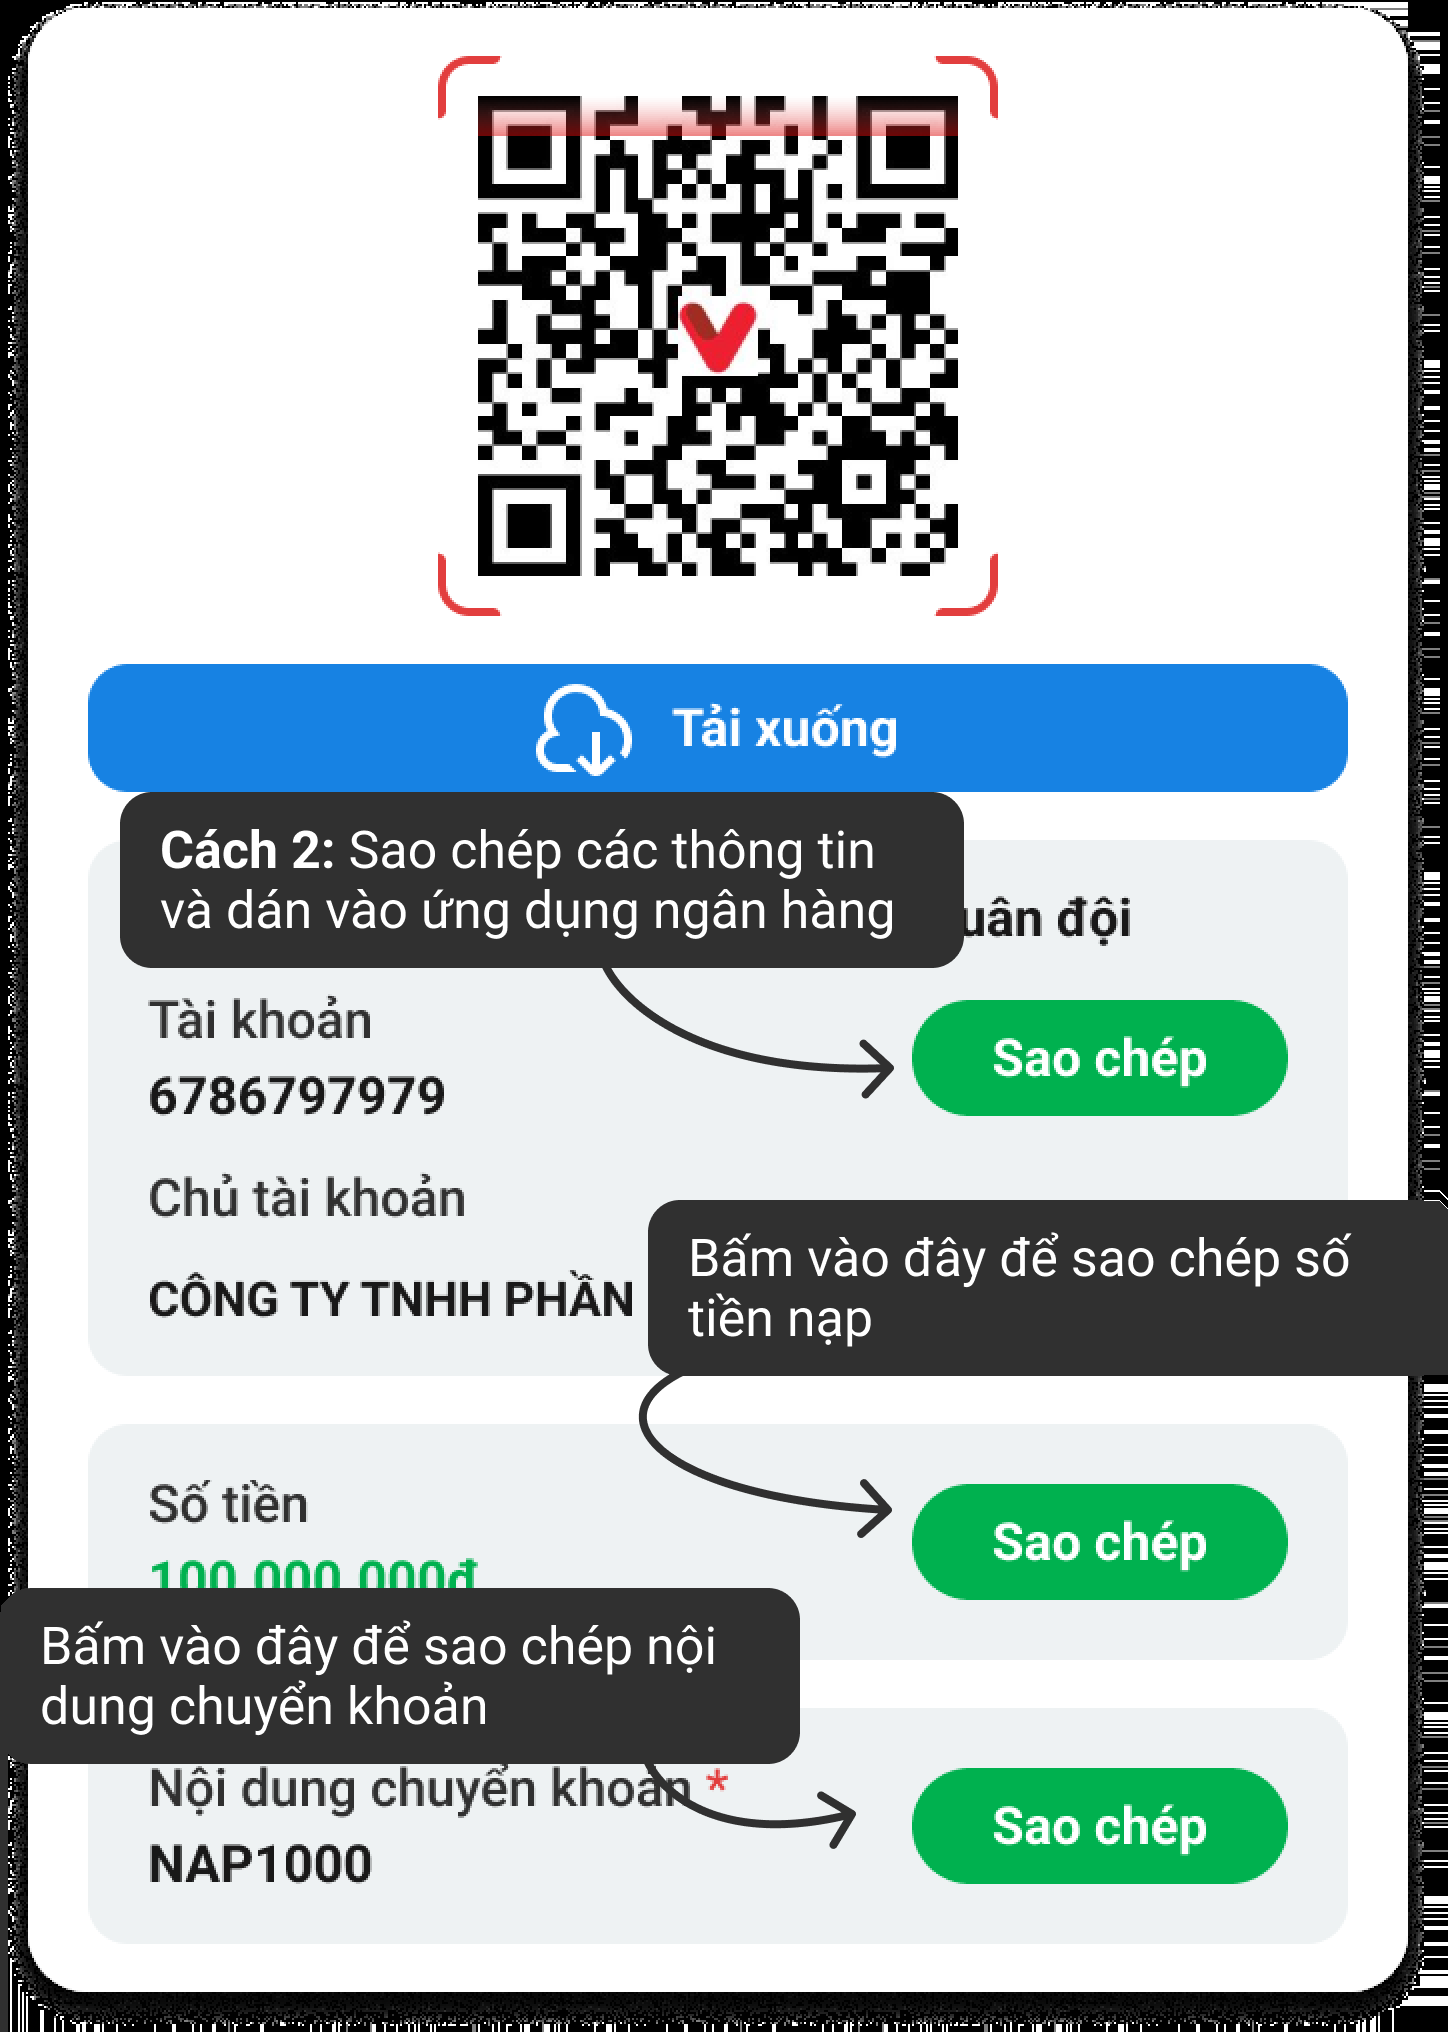 Tải xuống
Cách 2: Sao chép các thông tin
và dán vào ứng dụng ngân hàng
đội
Tài khoản
6786797979
Sao chép
Chủ tài khoản
CÔNG TY TNHH PHẦN
Bấm vào đây để sao chép số
tiền nạp
Số tiền
100.000.000đ
Sao chép
Bấm vào đây để sao chép nội
dung chuyển khoản
Nội dung chuyển khoản *
NAP1000
Sao chép